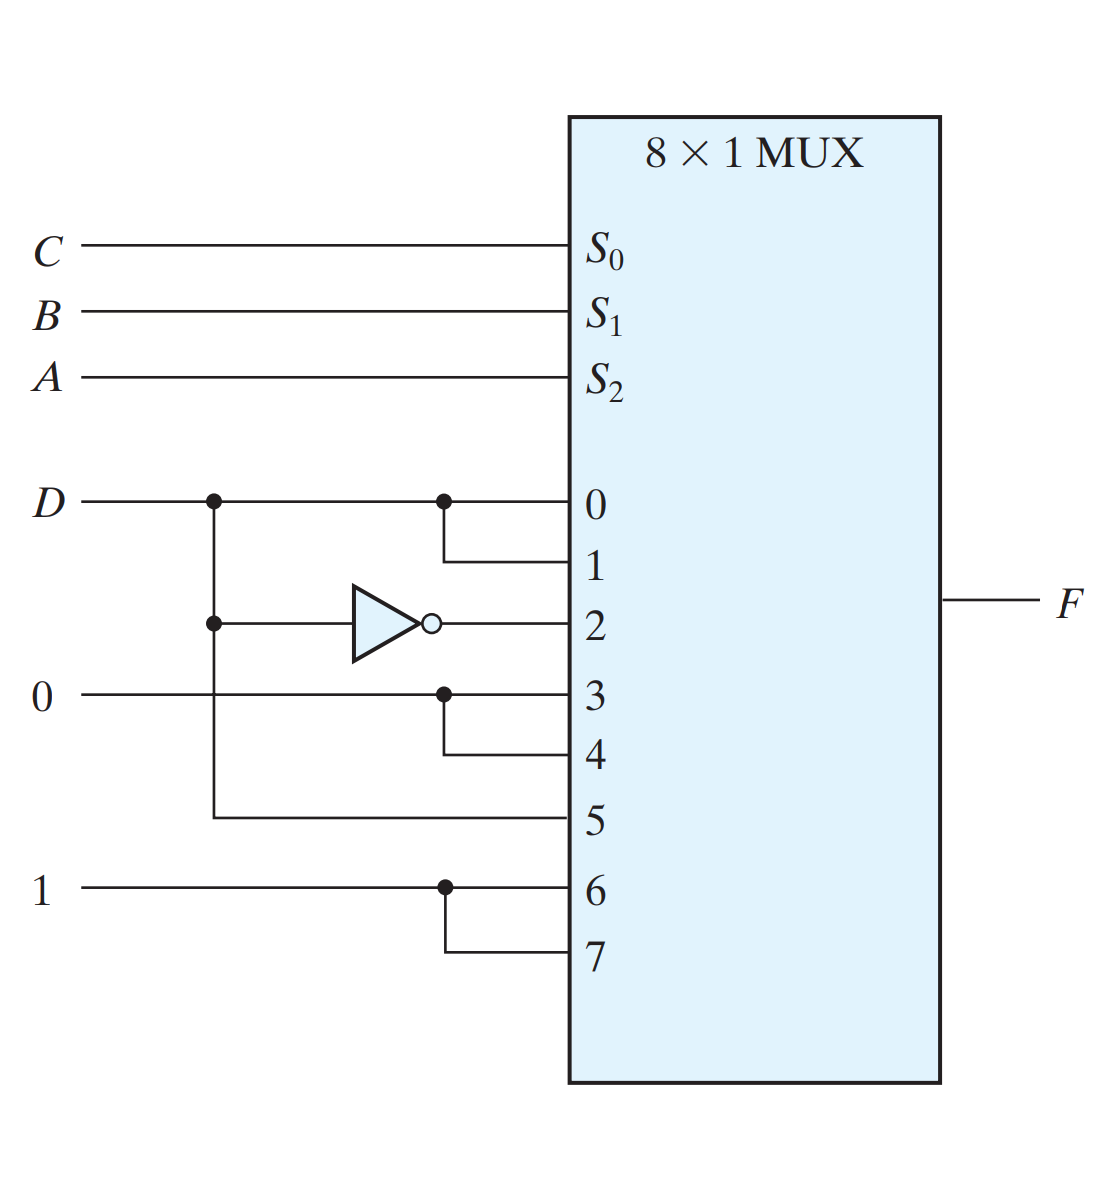 8 × 1 MUX
C S₀
B S₁
A S₂
D 0
1
2
F
0 3
4
5
1 6
7